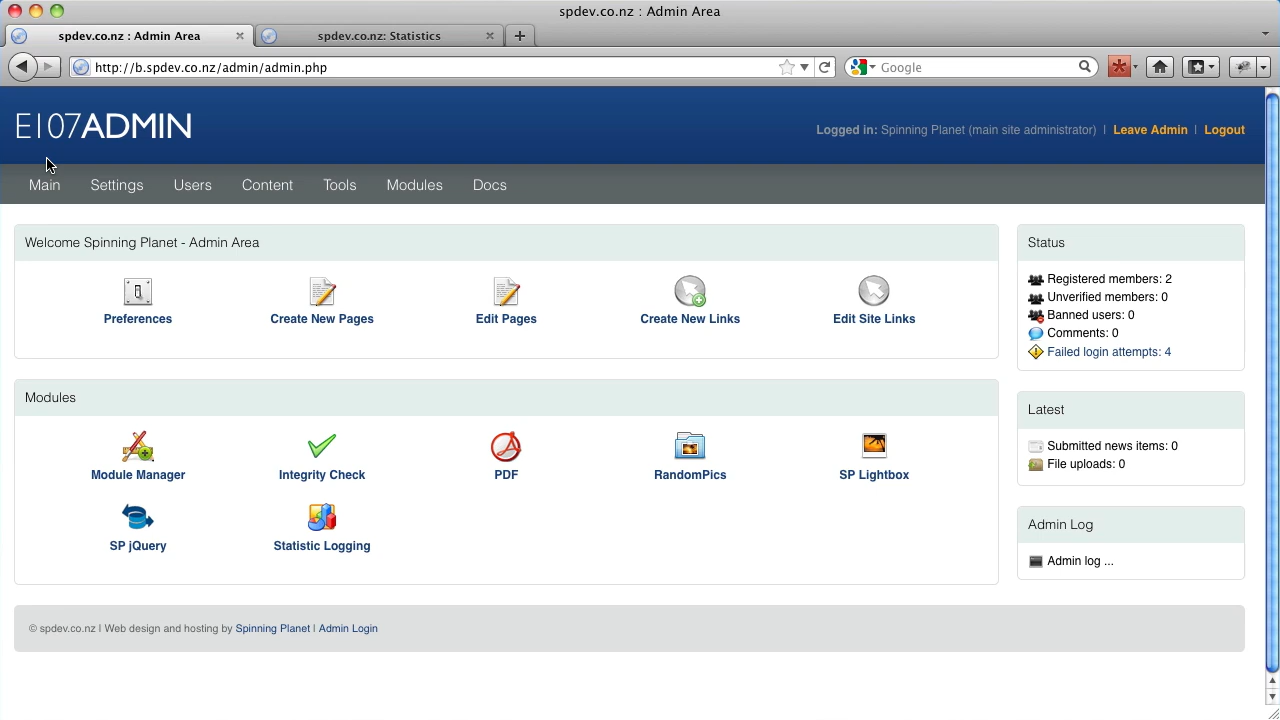 spdev.co.nz : Admin Area
spdev.co.nz : Admin Area
spdev.co.nz: Statistics
http://b.spdev.co.nz/admin/admin.php
Google
E107ADMIN
Logged in: Spinning Planet (main site administrator) | Leave Admin | Logout
Main Settings Users Content Tools Modules Docs
Welcome Spinning Planet - Admin Area
Preferences Create New Pages Edit Pages Create New Links Edit Site Links
Modules
Module Manager Integrity Check PDF RandomPics SP Lightbox
SP jQuery Statistic Logging
Status
Registered members: 2
Unverified members: 0
Banned users: 0
Comments: 0
Failed login attempts: 4
Latest
Submitted news items: 0
File uploads: 0
Admin Log
Admin log ...
© spdev.co.nz | Web design and hosting by Spinning Planet | Admin Login